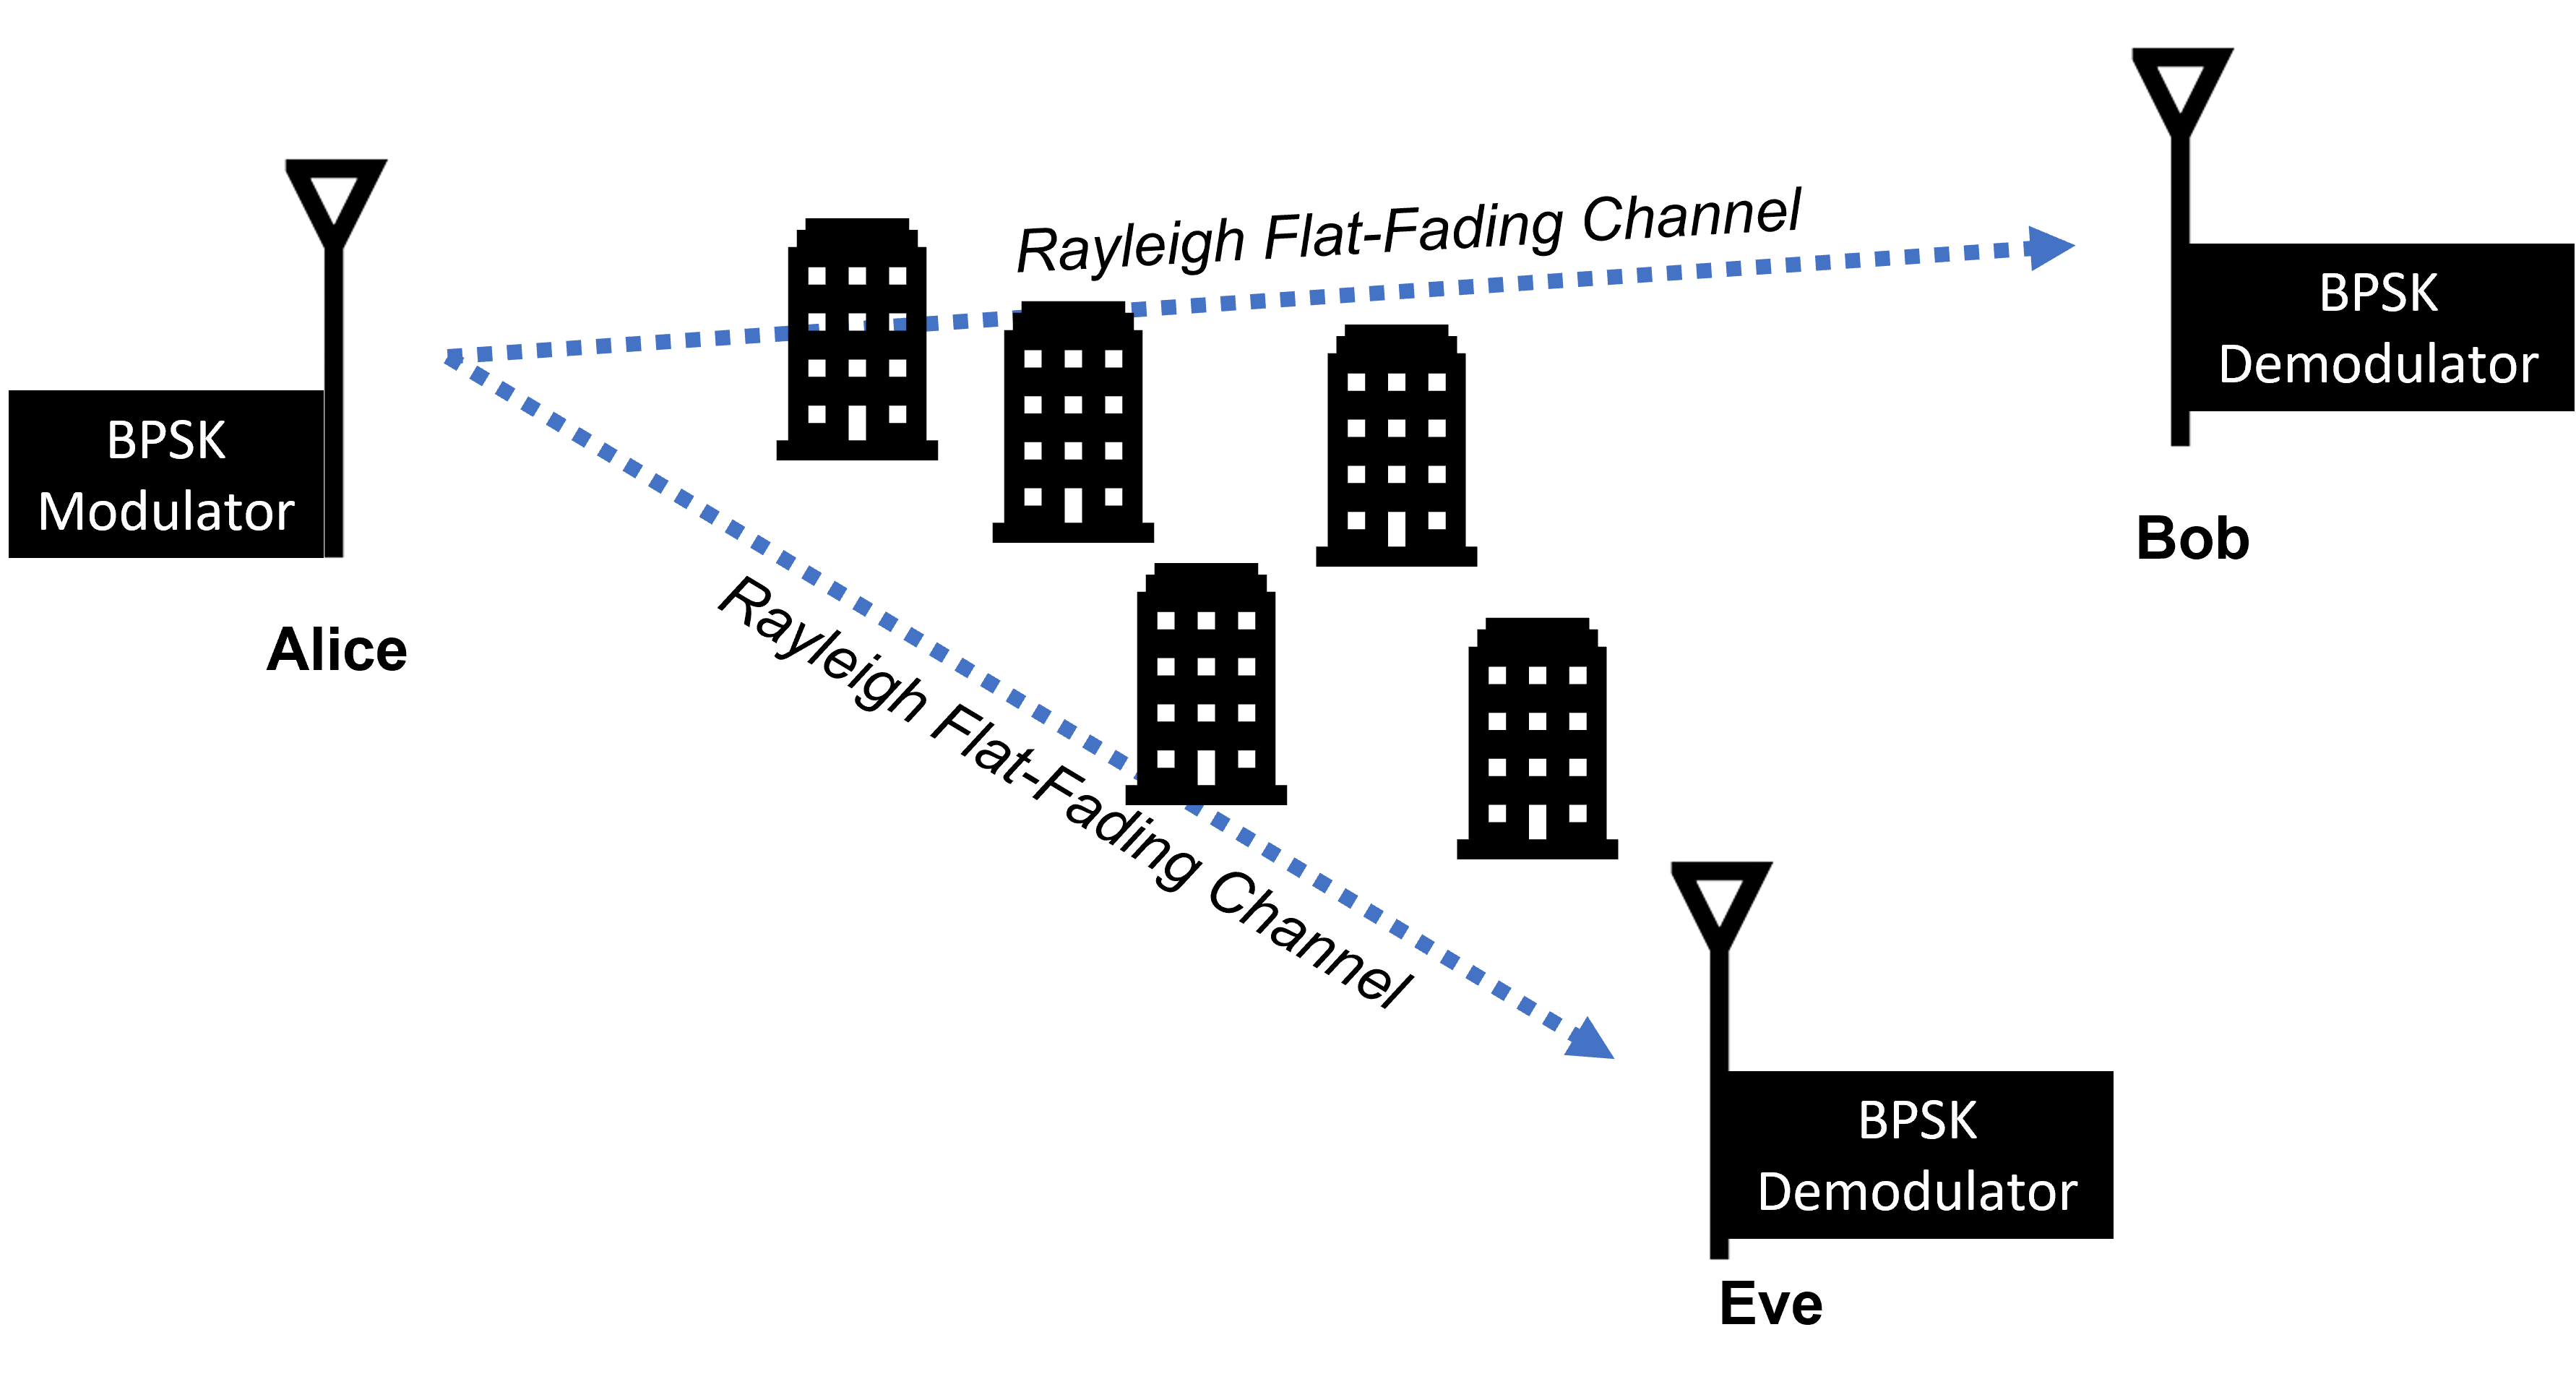 Rayleigh Flat-Fading Channel
BPSK
Modulator
Alice
BPSK
Demodulator
Bob
Rayleigh Flat-Fading Channel
BPSK
Demodulator
Eve